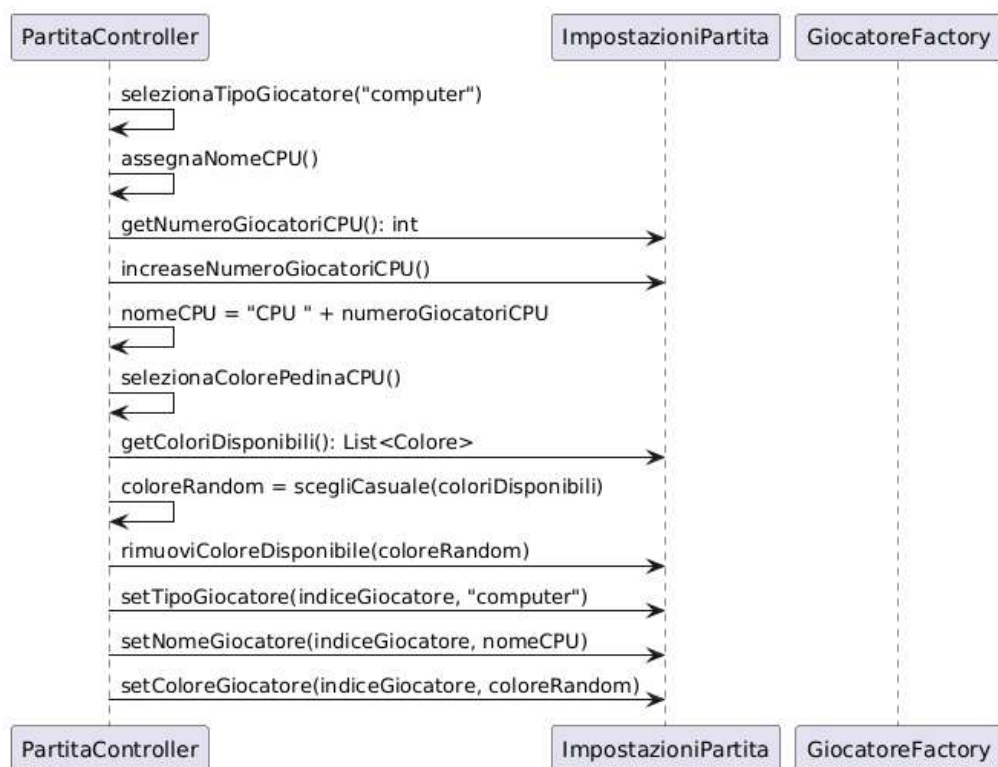 PartitaController ImpostazioniPartita GiocatoreFactory
selezionaTipoGiocatore("computer")
assegnaNomeCPU()
getNumeroGiocatoriCPU(): int
increaseNumeroGiocatoriCPU()
nomeCPU = "CPU " + numeroGiocatoriCPU
selezionaColorePedinaCPU()
getColoriDisponibili(): List<Colore>
coloreRandom = scegliCasuale(coloriDisponibili)
rimuoviColoreDisponibile(coloreRandom)
setTipoGiocatore(indiceGiocatore, "computer")
setNomeGiocatore(indiceGiocatore, nomeCPU)
setColoreGiocatore(indiceGiocatore, coloreRandom)
PartitaController ImpostazioniPartita GiocatoreFactory